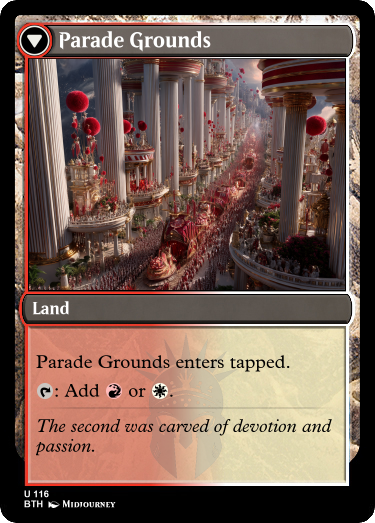 Parade Grounds
Land
Parade Grounds enters tapped.
: Add or .
The second was carved of devotion and
passion.
U 116
BTH Midjourney